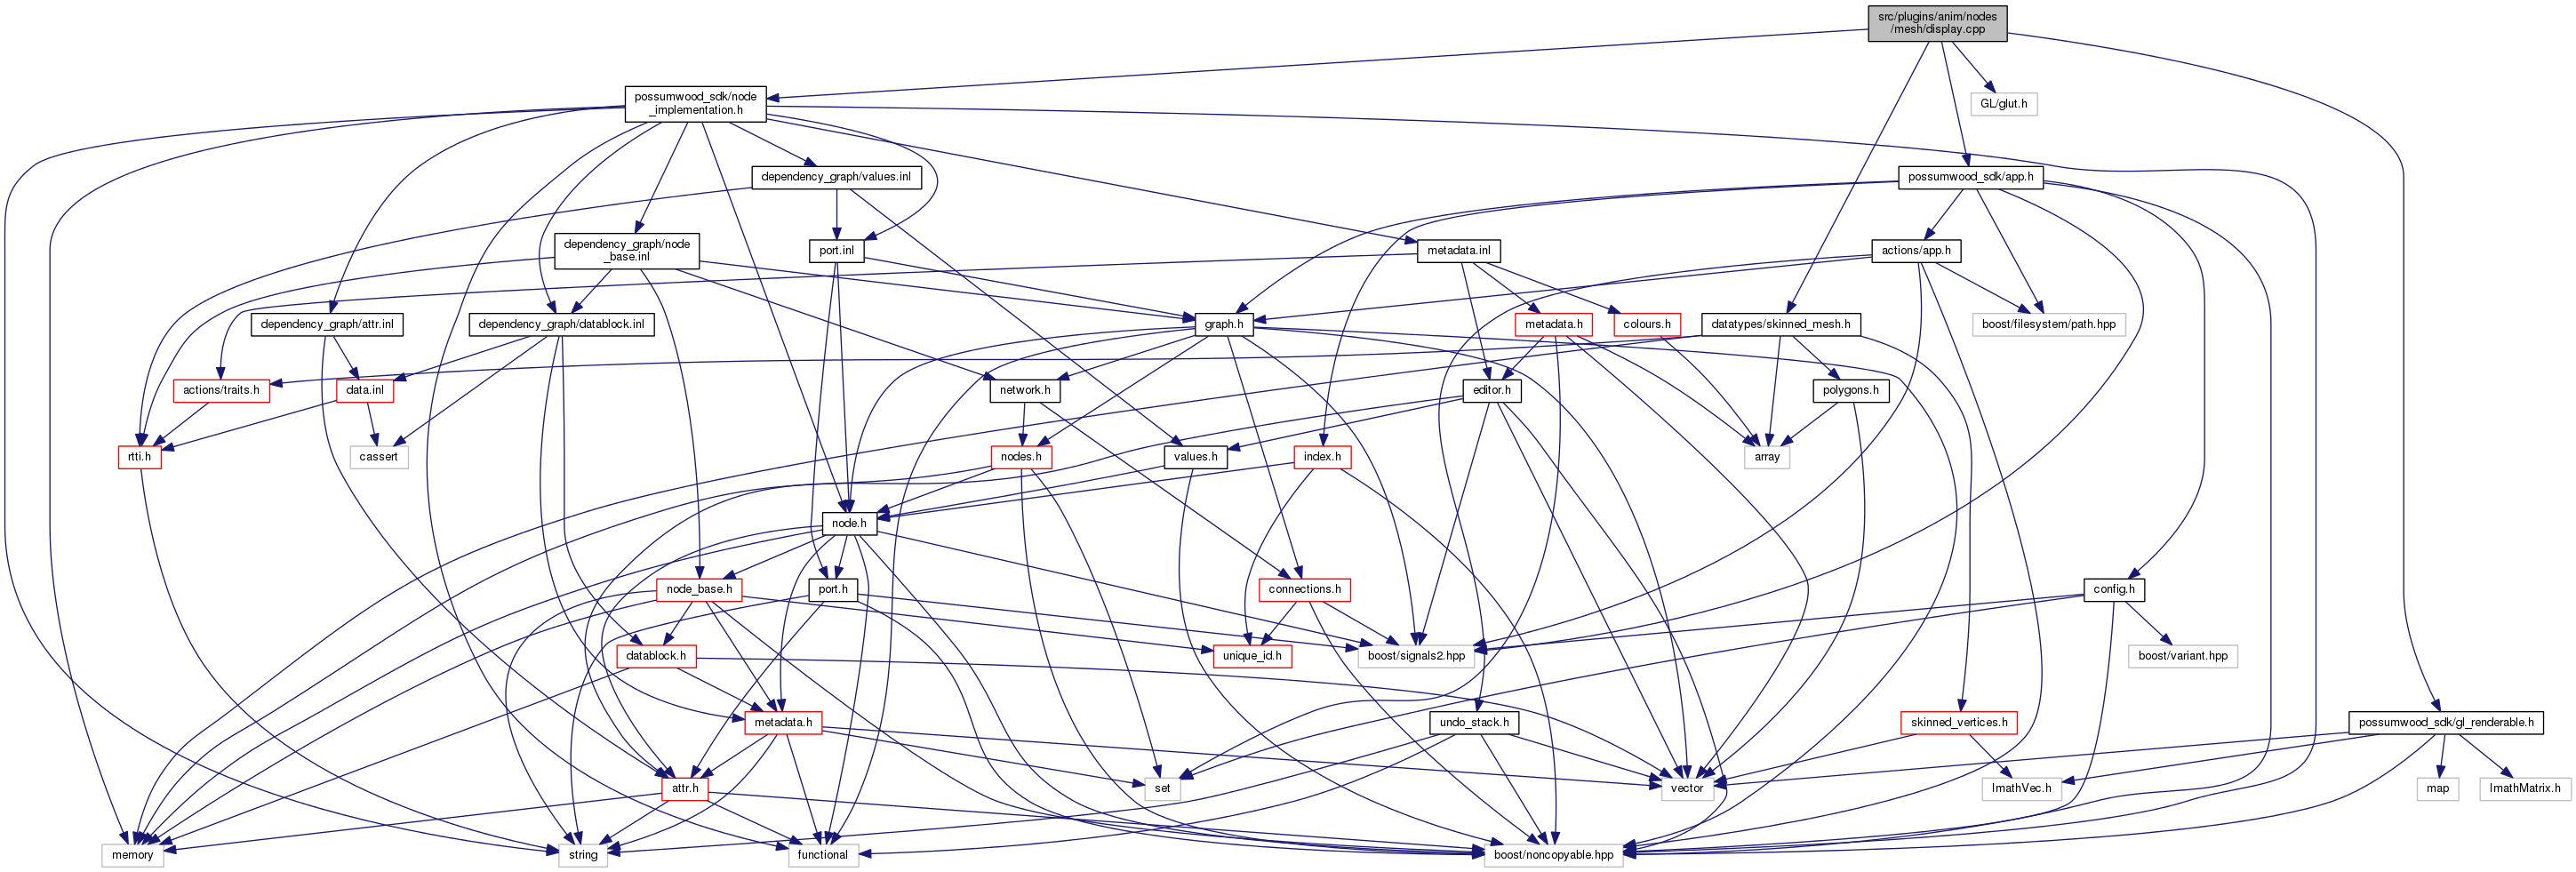 src/plugins/anim/nodes
/mesh/display.cpp
possumwood_sdk/node
_implementation.h
GL/glut.h
dependency_graph/values.inl
possumwood_sdk/app.h
dependency_graph/node
_base.inl
port.inl
metadata.inl
actions/app.h
dependency_graph/attr.inl
dependency_graph/datablock.inl
graph.h
metadata.h
colours.h
datatypes/skinned_mesh.h
boost/filesystem/path.hpp
actions/traits.h
data.inl
network.h
editor.h
polygons.h
rtti.h
cassert
nodes.h
values.h
index.h
array
node.h
node_base.h
port.h
connections.h
config.h
datablock.h
unique_id.h
boost/signals2.hpp
boost/variant.hpp
metadata.h
undo_stack.h
skinned_vertices.h
possumwood_sdk/gl_renderable.h
attr.h
set
vector
ImathVec.h
map
ImathMatrix.h
memory
string
functional
boost/noncopyable.hpp